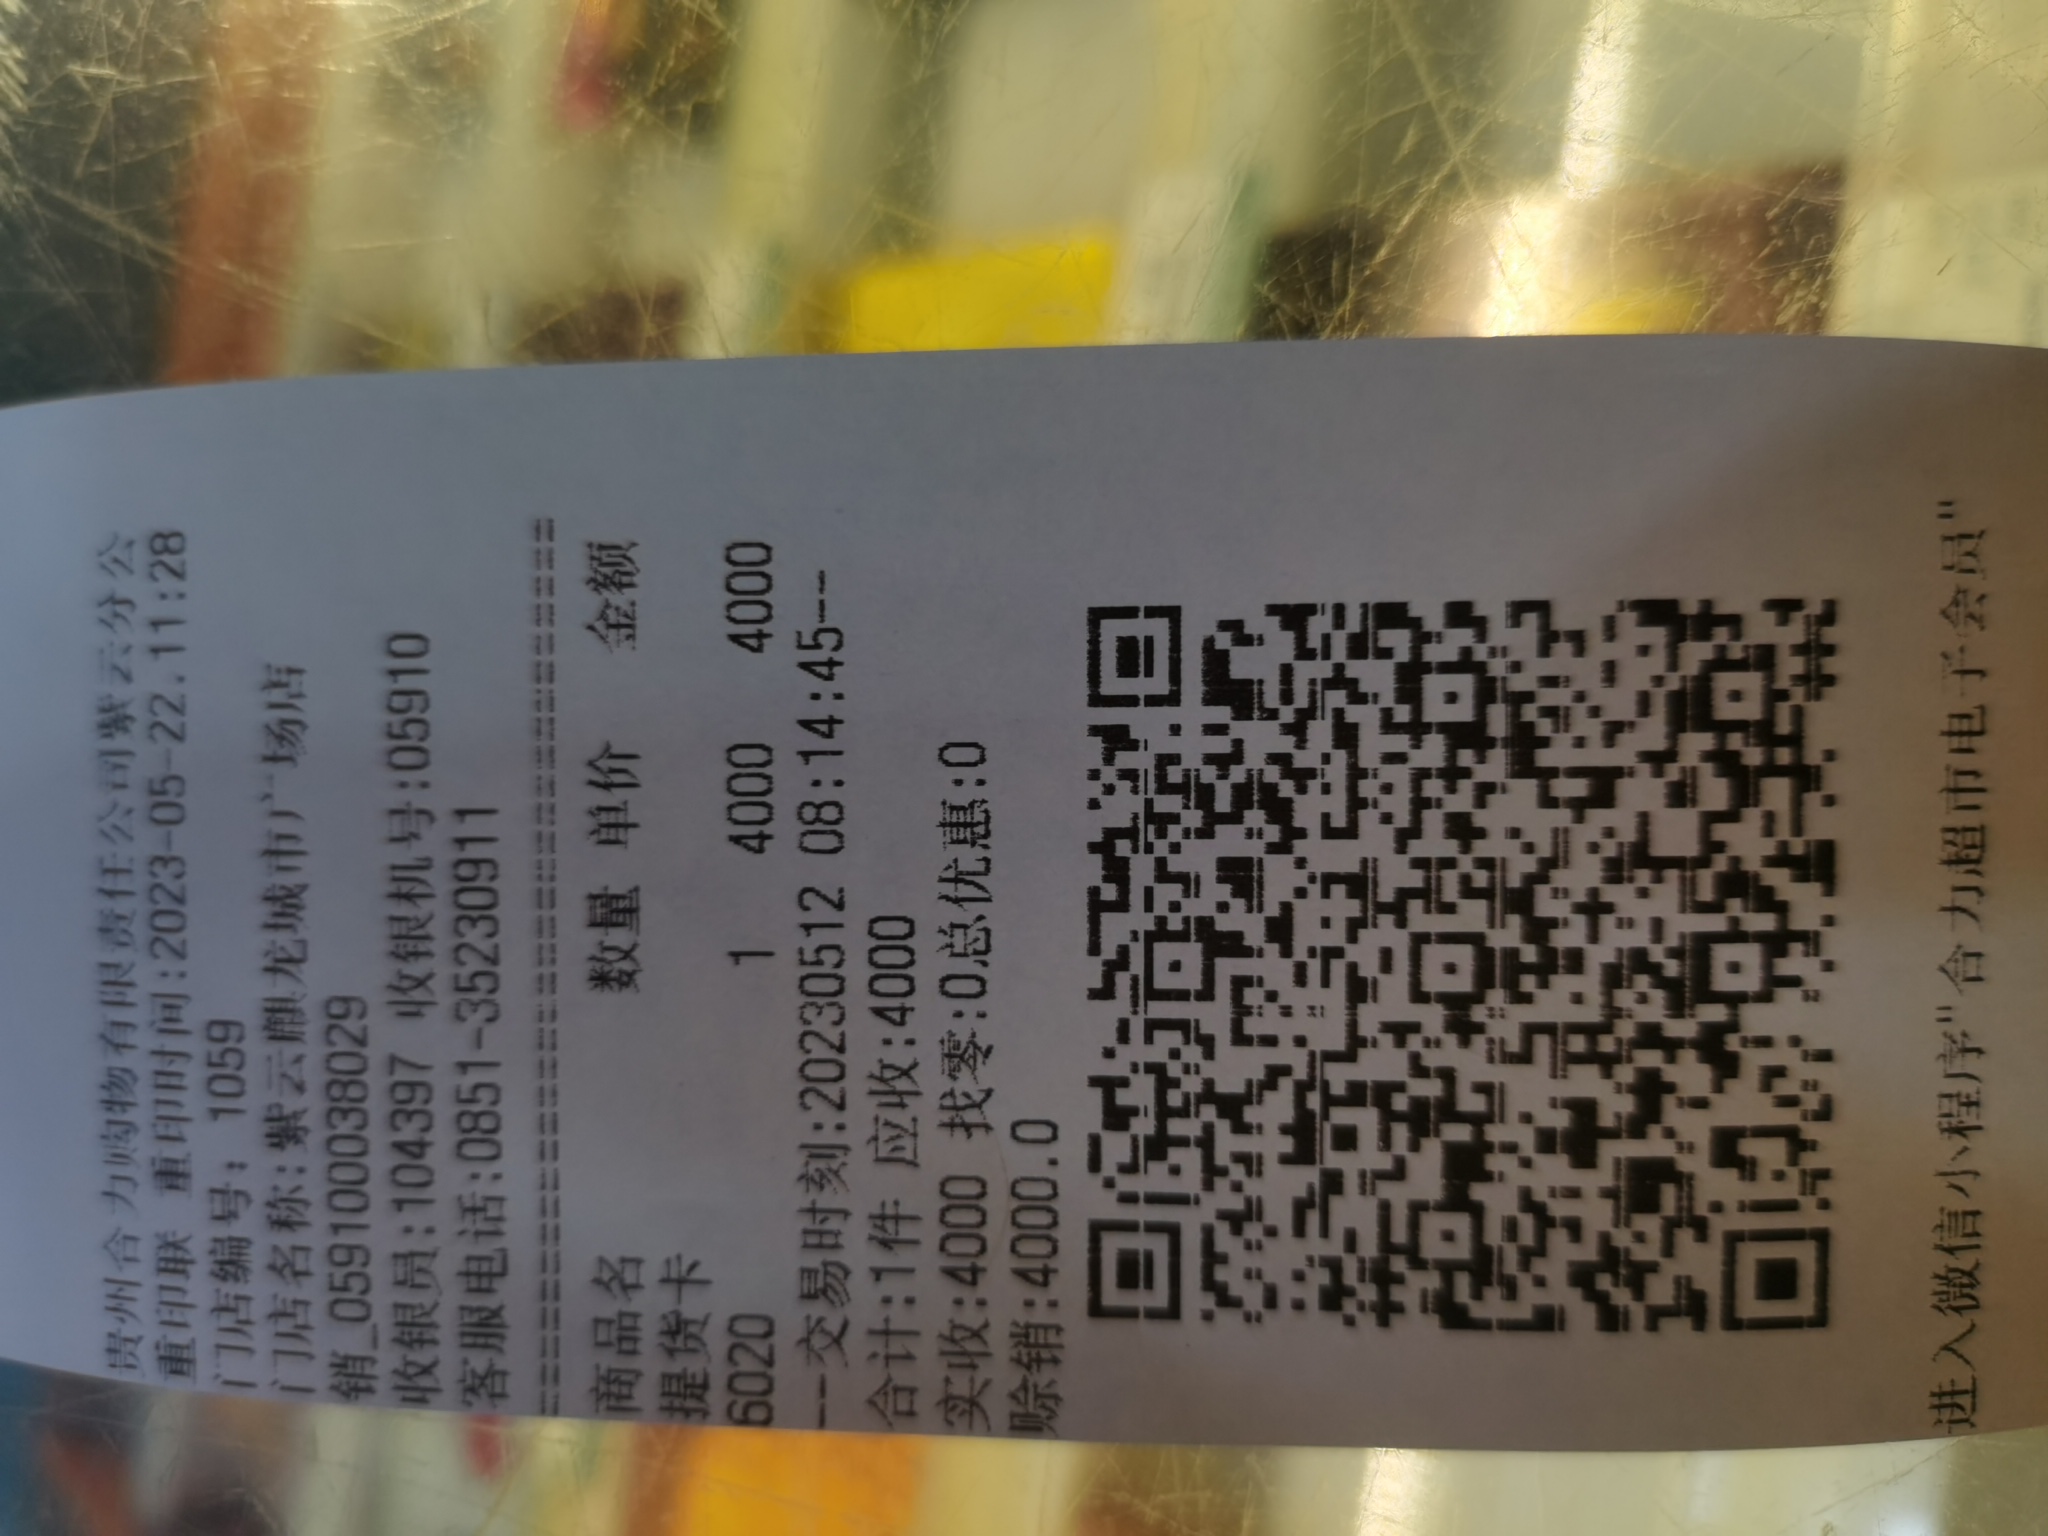 贵州合力购物有限责任公司紫云分公
重印联 重印时间:2023-05-22.11:28
门店编号: 1059
门店名称:紫云麒龙城市广场店
销_0591000038029
收银员:104397 收银机号:05910
客服电话:0851-35230911
================================
商品名 数量 单价 金额
提货卡
6020 1 4000 4000
--交易时刻:20230512 08:14:45---
合计:1件 应收:4000
实收:4000 找零:0总优惠:0
赊销:4000.0
进入微信小程序"合力超市电子会员"